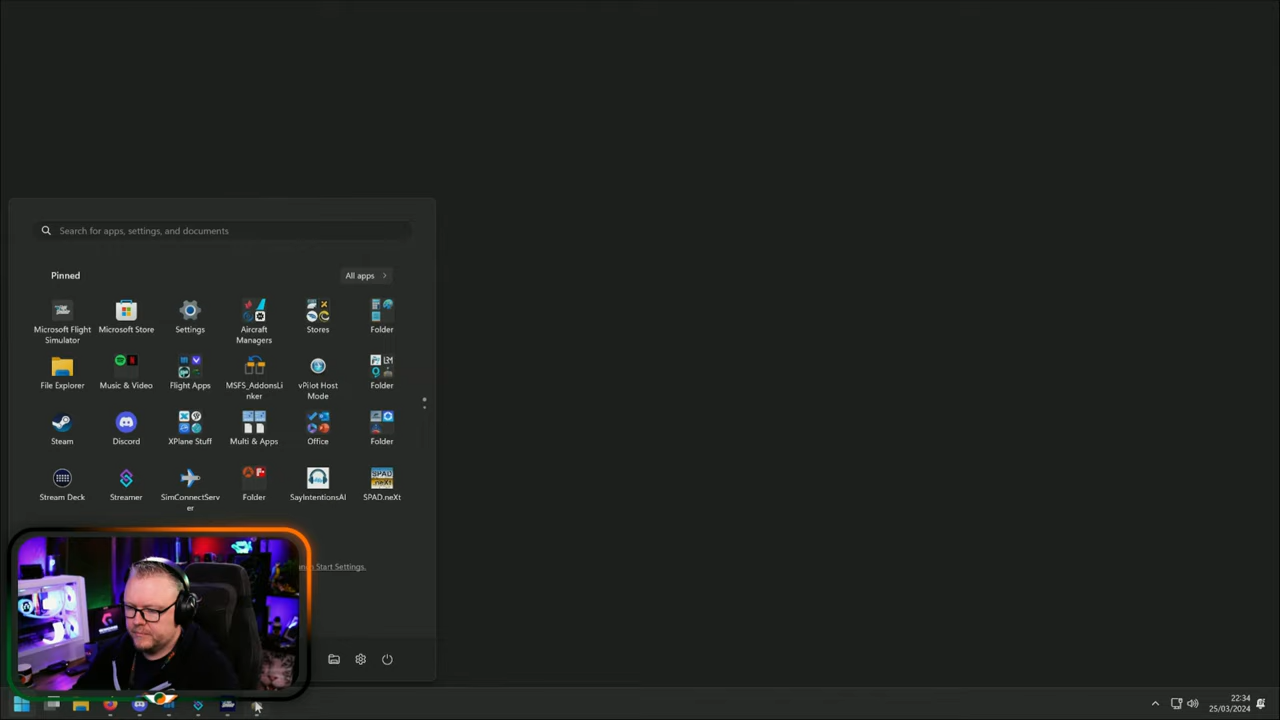 Search for apps, settings, and documents
Pinned
All apps
Microsoft Flight
Simulator
Microsoft Store
Settings
Aircraft
Managers
Stores
Folder
File Explorer
Music & Video
Flight Apps
MSFS_AddonsLi
nker
vPilot Host
Mode
Folder
Steam
Discord
XPlane Stuff
Multi & Apps
Office
Folder
Stream Deck
Streamer
SimConnectServ
er
Folder
SayIntentionsAI
SPAD.neXt
Start Settings.
22:34
25/03/2024